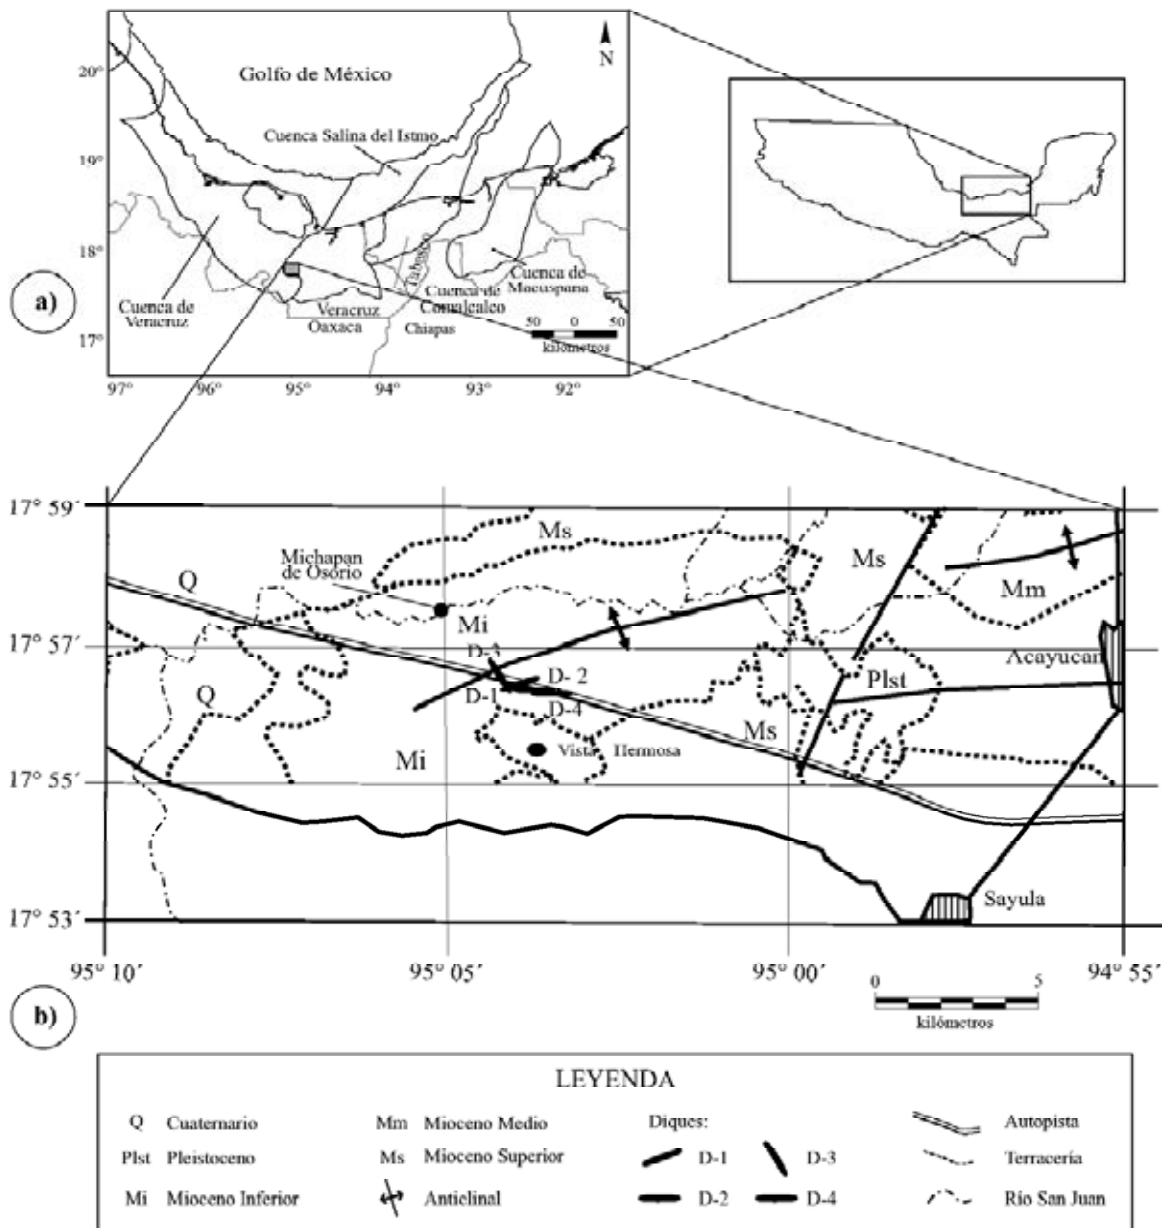 N
20°
Golfo de México
Cuenca Salina del Istmo
19°
18°
Tabasco
a)
Cuenca de
Veracruz
Cuenca de
Macuspana
Cuenca de
Comalcalco
Veracruz
Oaxaca
Chiapas
50 0 50
kilómetros
17°
97° 96° 95° 94° 93° 92°
17° 59´
Ms
Michapan
de Osorio
Q
Ms
Mm
Mi
17° 57´
Acayucan
D-3
D- 2
Plst
Q
D-1
D-4
Ms
Vista Hermosa
Mi
17° 55´
Sayula
17° 53´
95° 10´ 95° 05´ 95° 00´ 94° 55´
0 5
kilómetros
b)
LEYENDA
Q Cuaternario Mm Mioceno Medio Diques: Autopista
Plst Pleistoceno Ms Mioceno Superior D-1 D-3 Terracería
Mi Mioceno Inferior Anticlinal D-2 D-4 Río San Juan